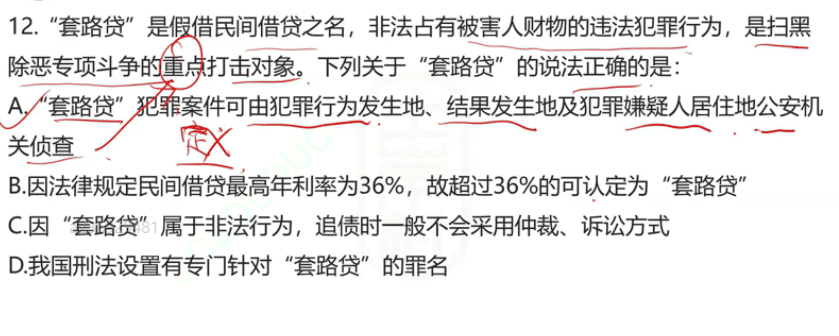 12.“套路贷”是假借民间借贷之名，非法占有被害人财物的违法犯罪行为，是扫黑
除恶专项斗争的重点打击对象。下列关于“套路贷”的说法正确的是：
A.“套路贷”犯罪案件可由犯罪行为发生地、结果发生地及犯罪嫌疑人居住地公安机
关侦查
定
B.因法律规定民间借贷最高年利率为36%，故超过36%的可认定为“套路贷”
C.因“套路贷”属于非法行为，追债时一般不会采用仲裁、诉讼方式
D.我国刑法设置有专门针对“套路贷”的罪名